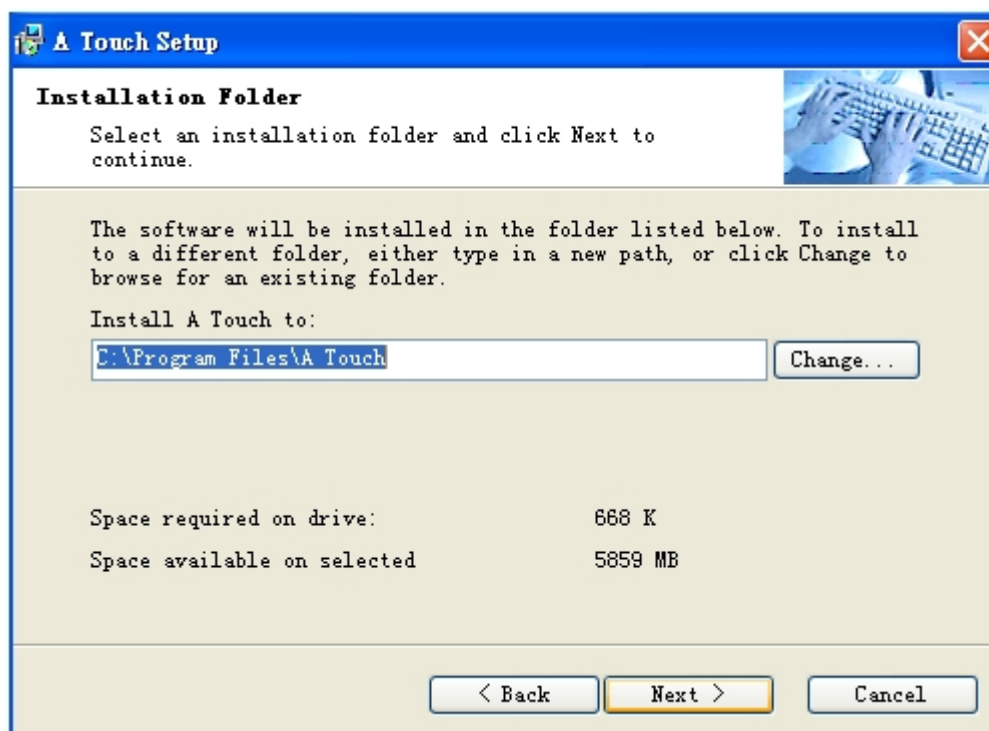 A Touch Setup
Installation Folder
Select an installation folder and click Next to
continue.
The software will be installed in the folder listed below. To install
to a different folder, either type in a new path, or click Change to
browse for an existing folder.
Install A Touch to:
C:\Program Files\A Touch
Change...
Space required on drive: 668 K
Space available on selected 5859 MB
< Back Next > Cancel